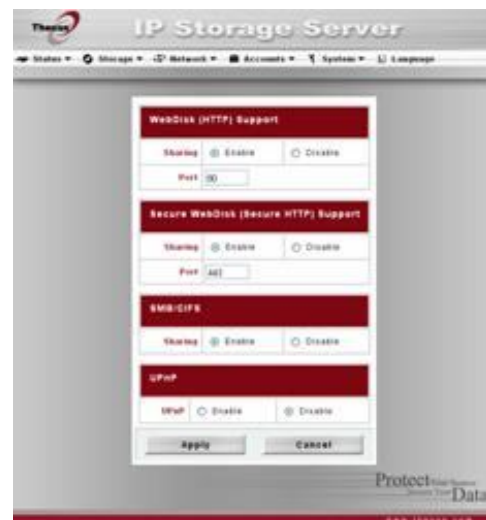 Thecus
IP Storage Server
Status Storage Network Accounts System Language
WebDisk (HTTP) Support
Sharing Enable Disable
Port 80
Secure WebDisk (Secure HTTP) Support
Sharing Enable Disable
Port
SMB/CIFS
Sharing Enable Disable
UPnP
UPnP Enable Disable
Apply Cancel
Protect
Data